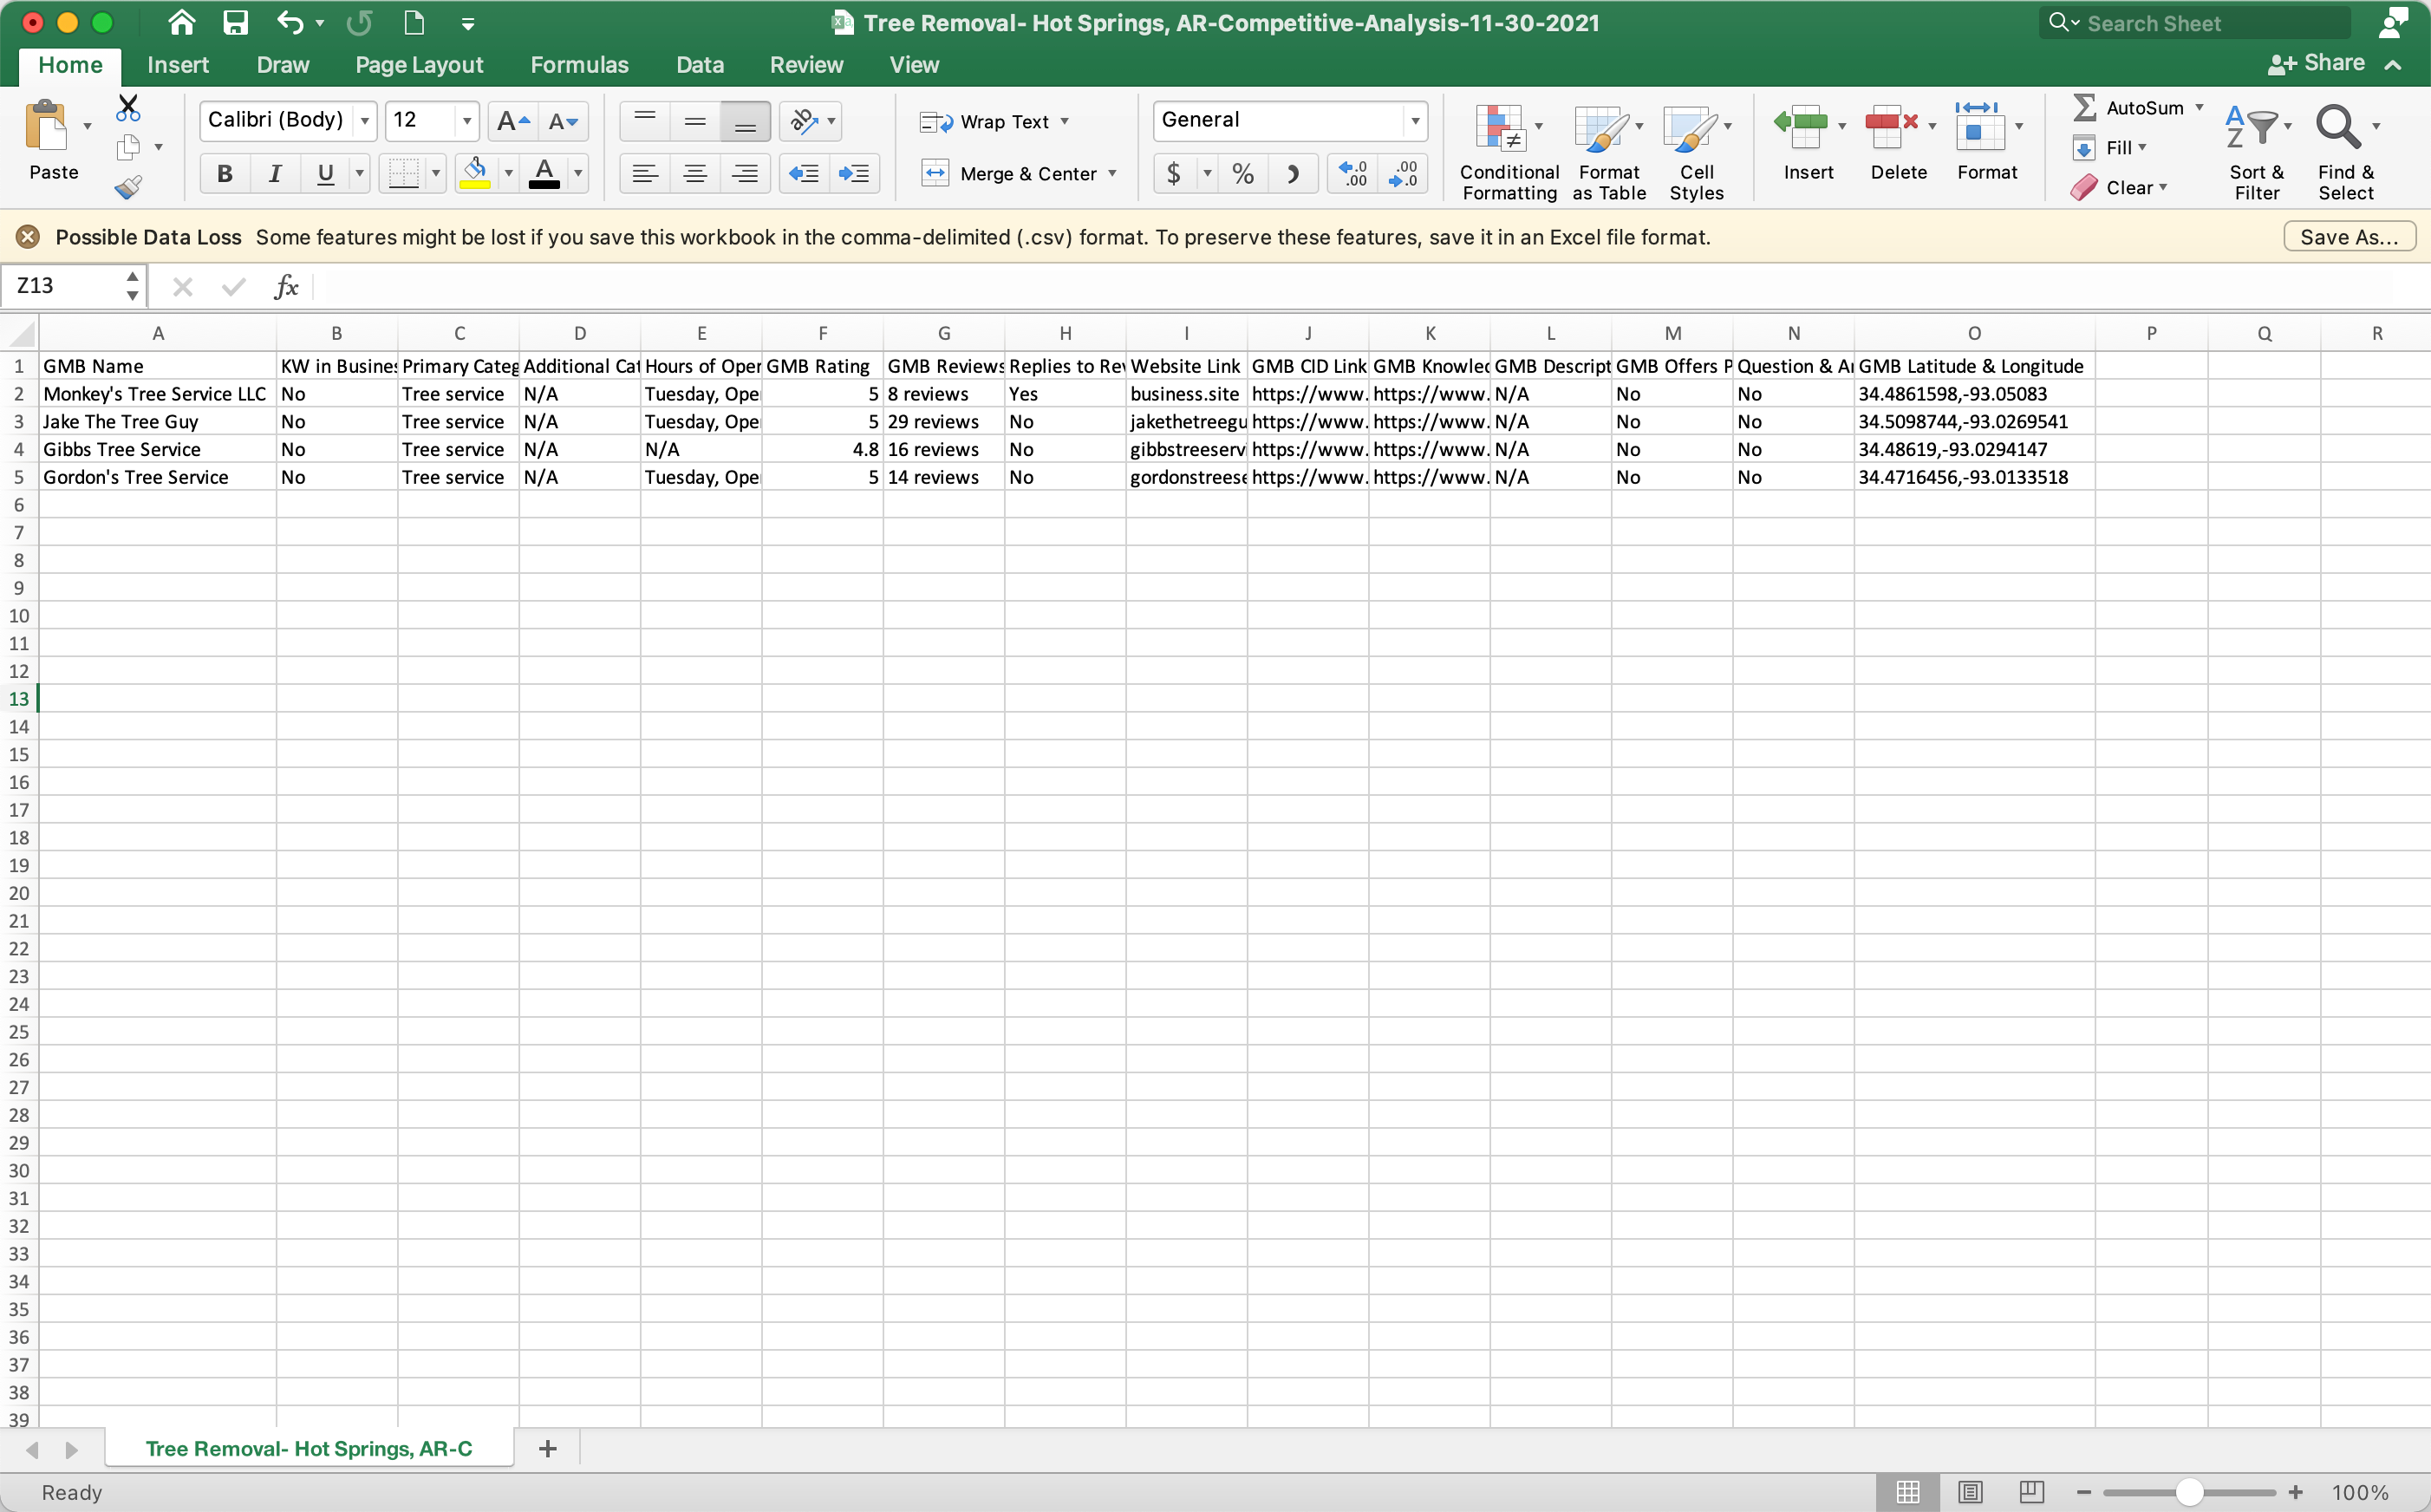 Tree Removal- Hot Springs, AR-Competitive-Analysis-11-30-2021
Search Sheet
Home Insert Draw Page Layout Formulas Data Review View Share
Paste
Calibri (Body) 12
B I U
Wrap Text
Merge & Center
General
$ %
Conditional Formatting
Format as Table
Cell Styles
Insert
Delete
Format
AutoSum
Fill
Clear
Sort & Filter
Find & Select
Possible Data Loss Some features might be lost if you save this workbook in the comma-delimited (.csv) format. To preserve these features, save it in an Excel file format. Save As...
Z13 fx
A B C D E F G H I J K L M N O P Q R
1 GMB Name KW in Busines Primary Categ Additional Cat Hours of Oper GMB Rating GMB Reviews Replies to Rev Website Link GMB CID Link GMB Knowled GMB Descript GMB Offers P Question & A GMB Latitude & Longitude
2 Monkey's Tree Service LLC No Tree service N/A Tuesday, Ope 5 8 reviews Yes business.site https://www. https://www. N/A No No 34.4861598,-93.05083
3 Jake The Tree Guy No Tree service N/A Tuesday, Ope 5 29 reviews No jakethetreegu https://www. https://www. N/A No No 34.5098744,-93.0269541
4 Gibbs Tree Service No Tree service N/A N/A 4.8 16 reviews No gibbstreeserv https://www. https://www. N/A No No 34.48619,-93.0294147
5 Gordon's Tree Service No Tree service N/A Tuesday, Ope 5 14 reviews No gordonstreese https://www. https://www. N/A No No 34.4716456,-93.0133518
6
7
8
9
10
11
12
13
14
15
16
17
18
19
20
21
22
23
24
25
26
27
28
29
30
31
32
33
34
35
36
37
38
39
Tree Removal- Hot Springs, AR-C +
Ready 100%